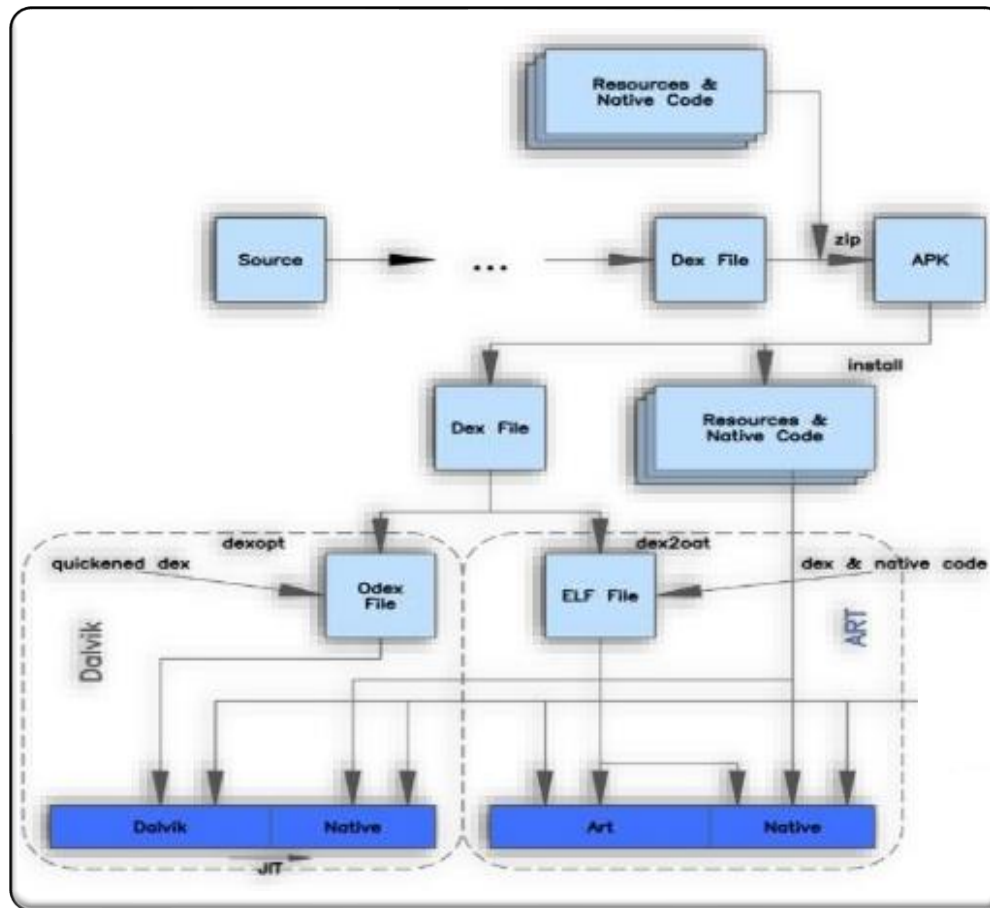 Resources &
Native Code
Source
...
Dex File
zip
APK
install
Dex File
Resources &
Native Code
dexopt
dex2oat
quickened dex
Odex
File
ELF File
dex & native code
Dalvik
ART
Dalvik
Native
Art
Native
JIT